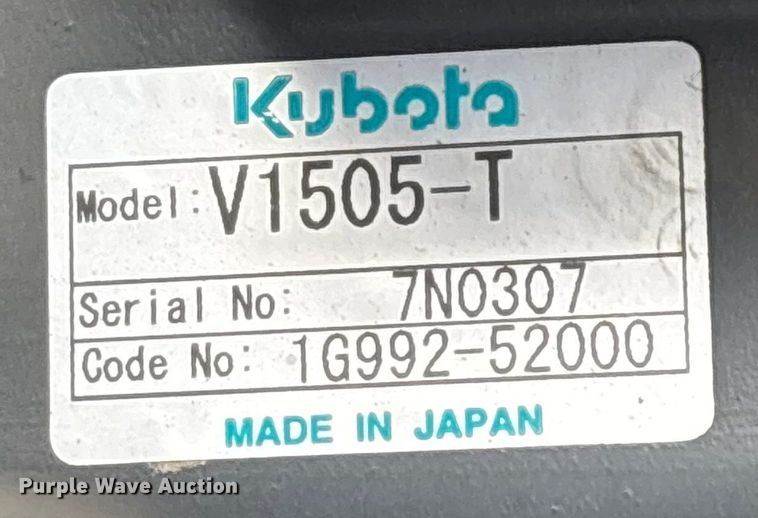 Kubota
Model: V1505-T
Serial No: 7N0307
Code No: 1G992-52000
MADE IN JAPAN
Purple Wave Auction